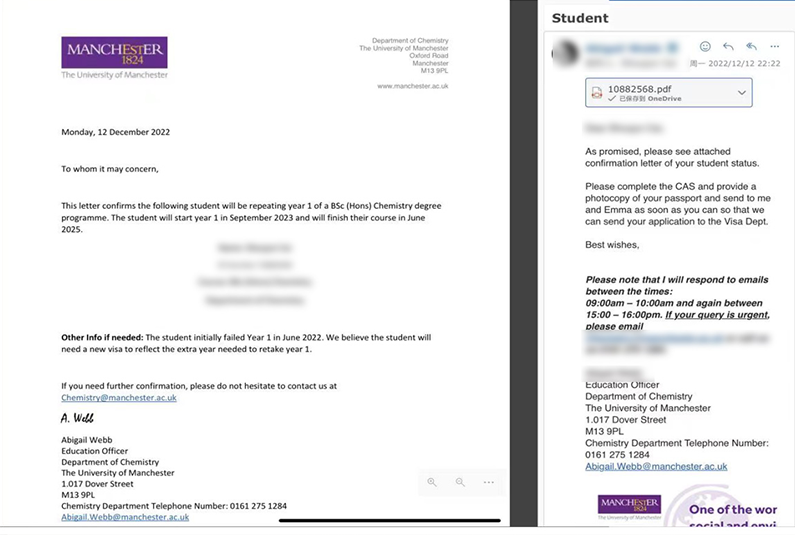 MANCHESTER
1824
The University of Manchester
Department of Chemistry
The University of Manchester
Oxford Road
Manchester
M13 9PL
www.manchester.ac.uk
Monday, 12 December 2022
To whom it may concern,
This letter confirms the following student will be repeating year 1 of a BSc (Hons) Chemistry degree
programme. The student will start year 1 in September 2023 and will finish their course in June
2025.
Other Info if needed: The student initially failed Year 1 in June 2022. We believe the student will
need a new visa to reflect the extra year needed to retake year 1.
If you need further confirmation, please do not hesitate to contact us at
Chemistry@manchester.ac.uk
A. Webb
Abigail Webb
Education Officer
Department of Chemistry
The University of Manchester
1.017 Dover Street
M13 9PL
Chemistry Department Telephone Number: 0161 275 1284
Abigail.Webb@manchester.ac.uk
Student
周一 2022/12/12 22:22
10882568.pdf
已保存到 OneDrive
As promised, please see attached
confirmation letter of your student status.
Please complete the CAS and provide a
photocopy of your passport and send to me
and Emma as soon as you can so that we
can send your application to the Visa Dept.
Best wishes,
Please note that I will respond to emails
between the times:
09:00am – 10:00am and again between
15:00 – 16:00pm. If your query is urgent,
please email
Education Officer
Department of Chemistry
The University of Manchester
1.017 Dover Street
M13 9PL
Chemistry Department Telephone Number:
0161 275 1284
Abigail.Webb@manchester.ac.uk
MANCHESTER
1824
The University of Manchester
One of the wor
social and envi